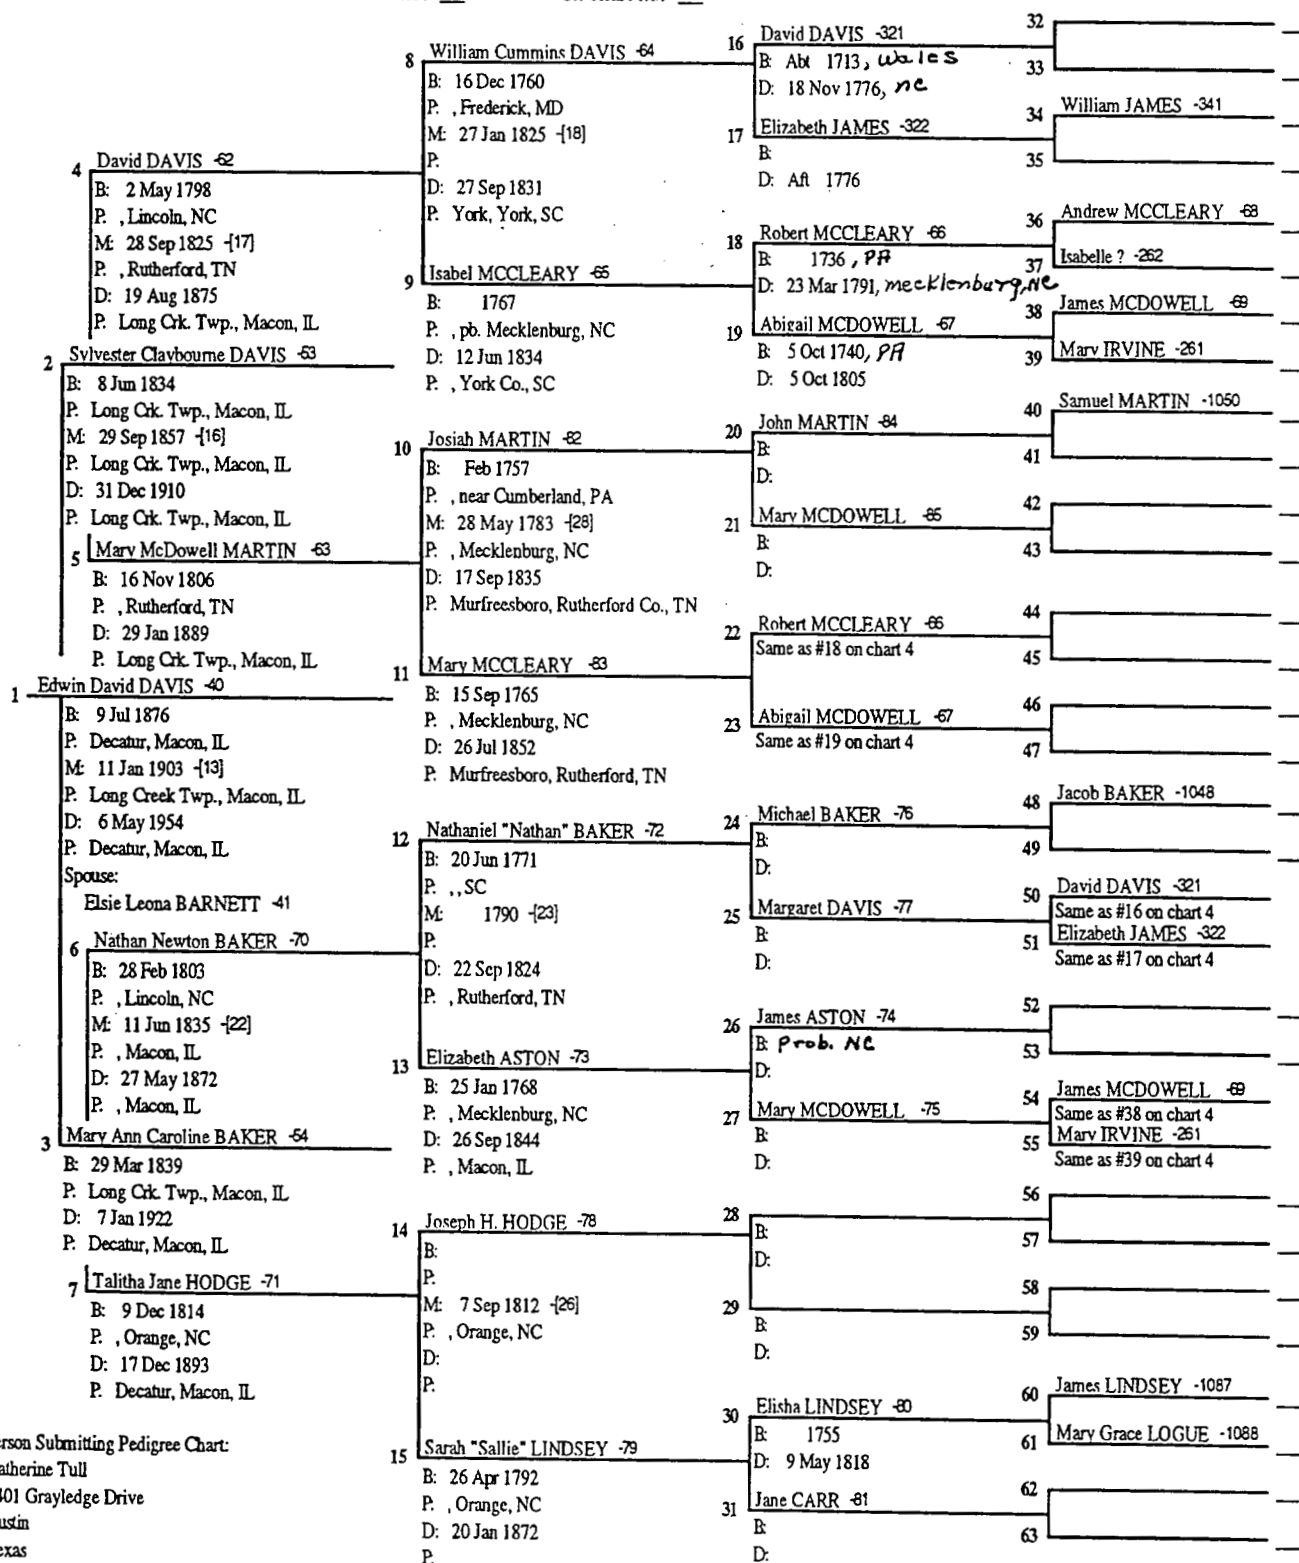 1 Edwin David DAVIS -40
B: 9 Jul 1876
P. Decatur, Macon, IL
M: 11 Jan 1903 -[13]
P. Long Creek Twp., Macon, IL
D: 6 May 1954
P. Decatur, Macon, IL
Spouse:
Elsie Leona BARNETT -41
2 Sylvester Claybourne DAVIS -53
B: 8 Jun 1834
P. Long Crk. Twp., Macon, IL
M: 29 Sep 1857 -[16]
P. Long Crk. Twp., Macon, IL
D: 31 Dec 1910
P. Long Crk. Twp., Macon, IL
3 Mary Ann Caroline BAKER -54
B: 29 Mar 1839
P. Long Crk. Twp., Macon, IL
D: 7 Jan 1922
P. Decatur, Macon, IL
4 David DAVIS -62
B: 2 May 1798
P. , Lincoln, NC
M: 28 Sep 1825 -[17]
P. , Rutherford, TN
D: 19 Aug 1875
P. Long Crk. Twp., Macon, IL
5 Mary McDowell MARTIN -63
B: 16 Nov 1806
P. , Rutherford, TN
D: 29 Jan 1889
P. Long Crk. Twp., Macon, IL
6 Nathan Newton BAKER -70
B: 28 Feb 1803
P. , Lincoln, NC
M: 11 Jun 1835 -[22]
P. , Macon, IL
D: 27 May 1872
P. , Macon, IL
7 Talitha Jane HODGE -71
B: 9 Dec 1814
P. , Orange, NC
D: 17 Dec 1893
P. Decatur, Macon, IL
8 William Cummins DAVIS -64
B: 16 Dec 1760
P. , Frederick, MD
M: 27 Jan 1825 -[18]
P.
D: 27 Sep 1831
P. York, York, SC
9 Isabel MCCLEARY -65
B: 1767
P. , pb. Mecklenburg, NC
D: 12 Jun 1834
P. , York Co., SC
10 Josiah MARTIN -82
B: Feb 1757
P. , near Cumberland, PA
M: 28 May 1783 -[28]
P. , Mecklenburg, NC
D: 17 Sep 1835
P. Murfreesboro, Rutherford Co., TN
11 Mary MCCLEARY -83
B: 15 Sep 1765
P. , Mecklenburg, NC
D: 26 Jul 1852
P. Murfreesboro, Rutherford, TN
12 Nathaniel "Nathan" BAKER -72
B: 20 Jun 1771
P. ,,SC
M: 1790 -[23]
P.
D: 22 Sep 1824
P. , Rutherford, TN
13 Elizabeth ASTON -73
B: 25 Jan 1768
P. , Mecklenburg, NC
D: 26 Sep 1844
P. , Macon, IL
14 Joseph H. HODGE -78
B:
P.
M: 7 Sep 1812 -[26]
P. , Orange, NC
D:
P.
15 Sarah "Sallie" LINDSEY -79
B: 26 Apr 1792
P. , Orange, NC
D: 20 Jan 1872
P.
16 David DAVIS -321
B: Abt 1713, Wales
D: 18 Nov 1776, NC
17 Elizabeth JAMES -322
B:
D: Aft 1776
18 Robert MCCLEARY -66
B: 1736, PA
D: 23 Mar 1791, Mecklenburg, NC
19 Abigail MCDOWELL -67
B: 5 Oct 1740, PA
D: 5 Oct 1805
20 John MARTIN -84
B:
D:
21 Mary MCDOWELL -85
B:
D:
22 Robert MCCLEARY -66
Same as #18 on chart 4
23 Abigail MCDOWELL -67
Same as #19 on chart 4
24 Michael BAKER -76
B:
D:
25 Margaret DAVIS -77
B:
D:
26 James ASTON -74
B: Prob. NC
D:
27 Mary MCDOWELL -75
B:
D:
28
B:
D:
29
B:
D:
30 Elisha LINDSEY -80
B: 1755
D: 9 May 1818
31 Jane CARR -81
B:
D:
32
33
34 William JAMES -341
35
36 Andrew MCCLEARY -68
37 Isabelle ? -262
38 James MCDOWELL -69
39 Mary IRVINE -261
40 Samuel MARTIN -1050
41
42
43
44
45
46
47
48 Jacob BAKER -1048
49
50 David DAVIS -321
Same as #16 on chart 4
51 Elizabeth JAMES -322
Same as #17 on chart 4
52
53
54 James MCDOWELL -69
Same as #38 on chart 4
55 Mary IRVINE -261
Same as #39 on chart 4
56
57
58
59
60 James LINDSEY -1087
61 Mary Grace LOGUE -1088
62
63
erson Submitting Pedigree Chart:
atherine Tull
401 Grayledge Drive
ustin
exas